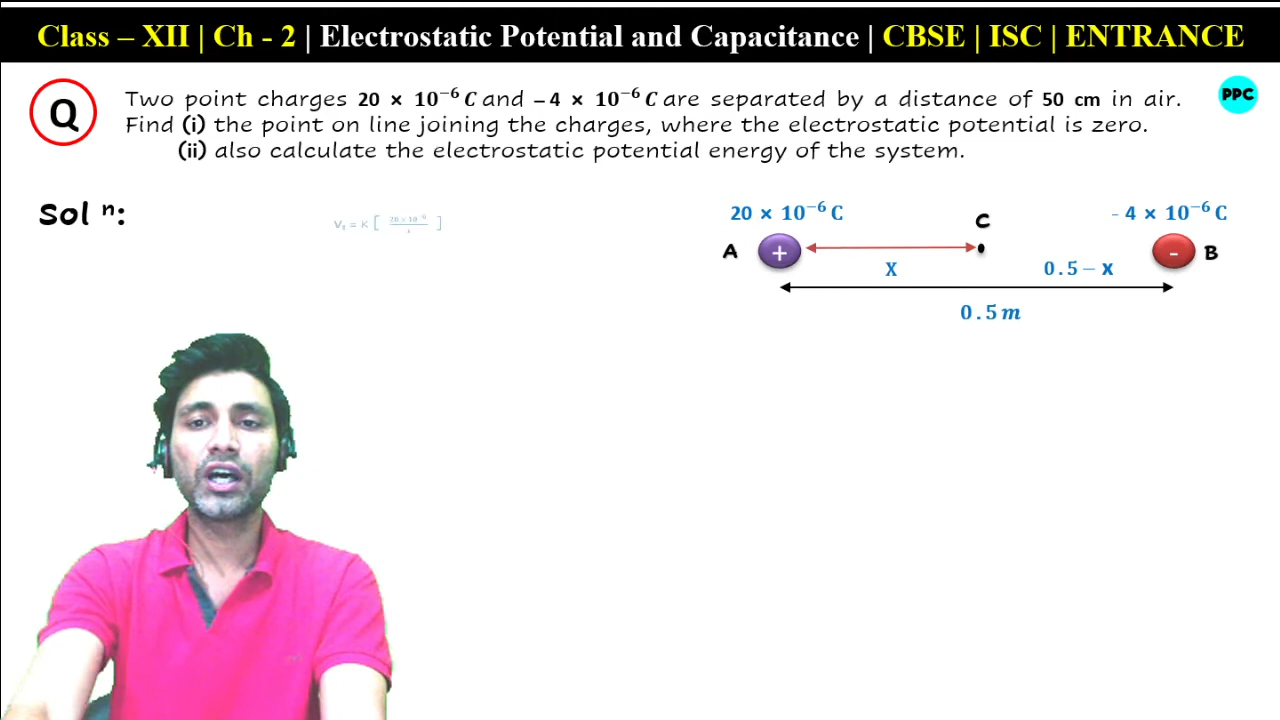 Class – XII | Ch - 2 | Electrostatic Potential and Capacitance | CBSE | ISC | ENTRANCE
Q
Two point charges 20 × 10⁻⁶ C and – 4 × 10⁻⁶ C are separated by a distance of 50 cm in air.
Find (i) the point on line joining the charges, where the electrostatic potential is zero.
(ii) also calculate the electrostatic potential energy of the system.
PPC
Sol ⁿ:
20 × 10⁻⁶ C
C
- 4 × 10⁻⁶ C
A
+
-
B
X
0.5 – x
0.5 m